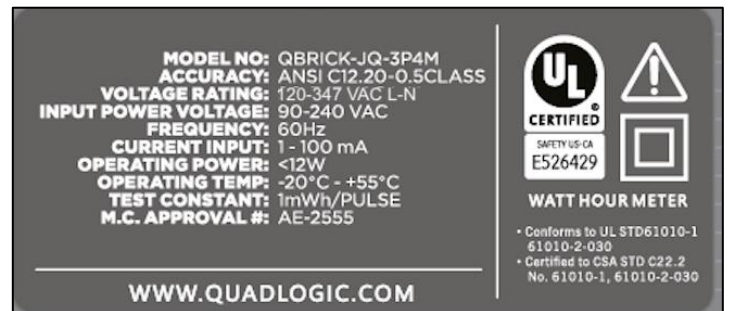 MODEL NO: QBRICK-JQ-3P4M
ACCURACY: ANSI C12.20-0.5CLASS
VOLTAGE RATING: 120-347 VAC L-N
INPUT POWER VOLTAGE: 90-240 VAC
FREQUENCY: 60Hz
CURRENT INPUT: 1 - 100 mA
OPERATING POWER: <12W
OPERATING TEMP: -20°C - +55°C
TEST CONSTANT: 1mWh/PULSE
M.C. APPROVAL #: AE-2555
WWW.QUADLOGIC.COM
UL
®
CERTIFIED
SAFETY US-CA
E526429
WATT HOUR METER
• Conforms to UL STD61010-1
61010-2-030
• Certified to CSA STD C22.2
No. 61010-1, 61010-2-030